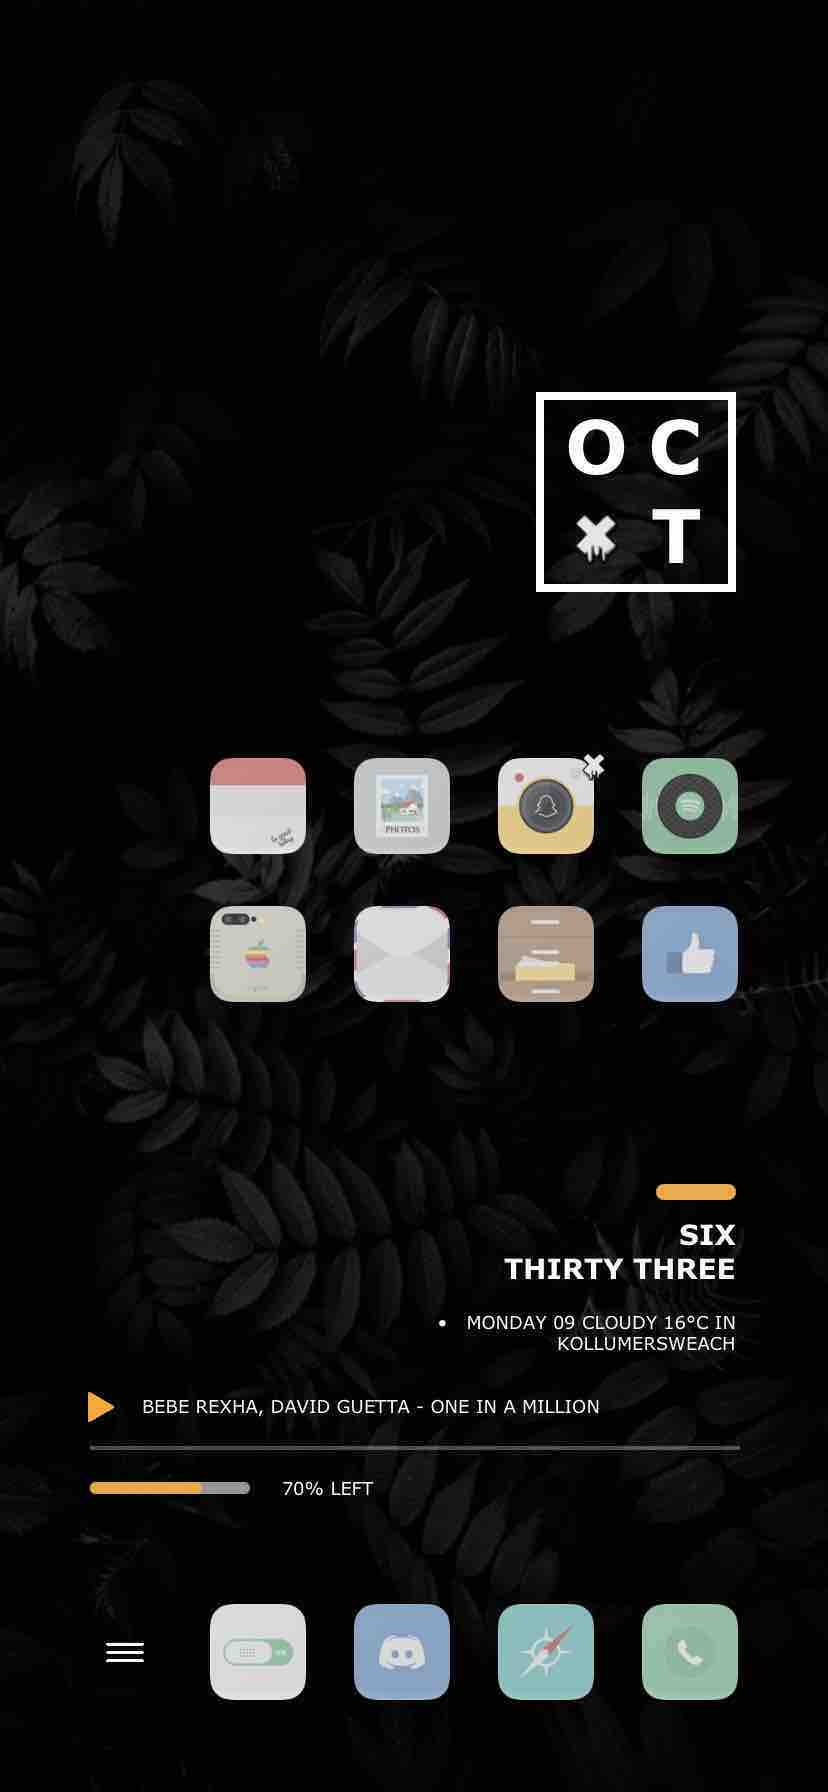 O C
T
PHOTOS
SIX
THIRTY THREE
• MONDAY 09 CLOUDY 16°C IN
KOLLUMERSWEACH
BEBE REXHA, DAVID GUETTA - ONE IN A MILLION
70% LEFT